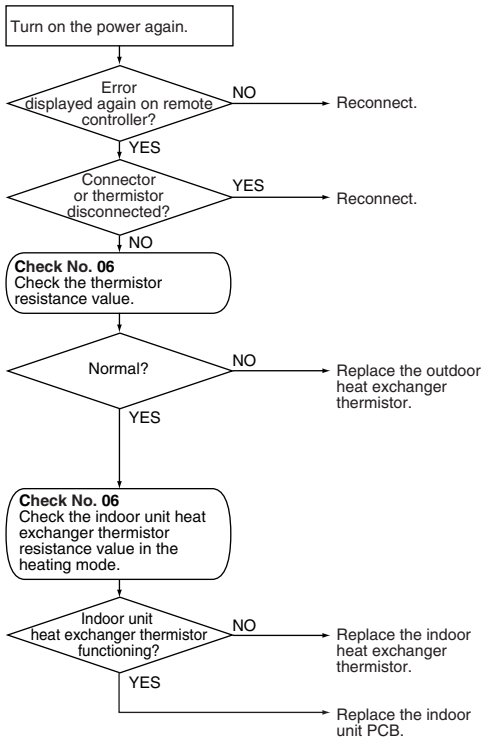 Turn on the power again.
Error
displayed again on remote
controller?
NO
Reconnect.
YES
Connector
or thermistor
disconnected?
YES
Reconnect.
NO
Check No. 06
Check the thermistor
resistance value.
Normal?
NO
Replace the outdoor
heat exchanger
thermistor.
YES
Check No. 06
Check the indoor unit heat
exchanger thermistor
resistance value in the
heating mode.
Indoor unit
heat exchanger thermistor
functioning?
NO
Replace the indoor
heat exchanger
thermistor.
YES
Replace the indoor
unit PCB.